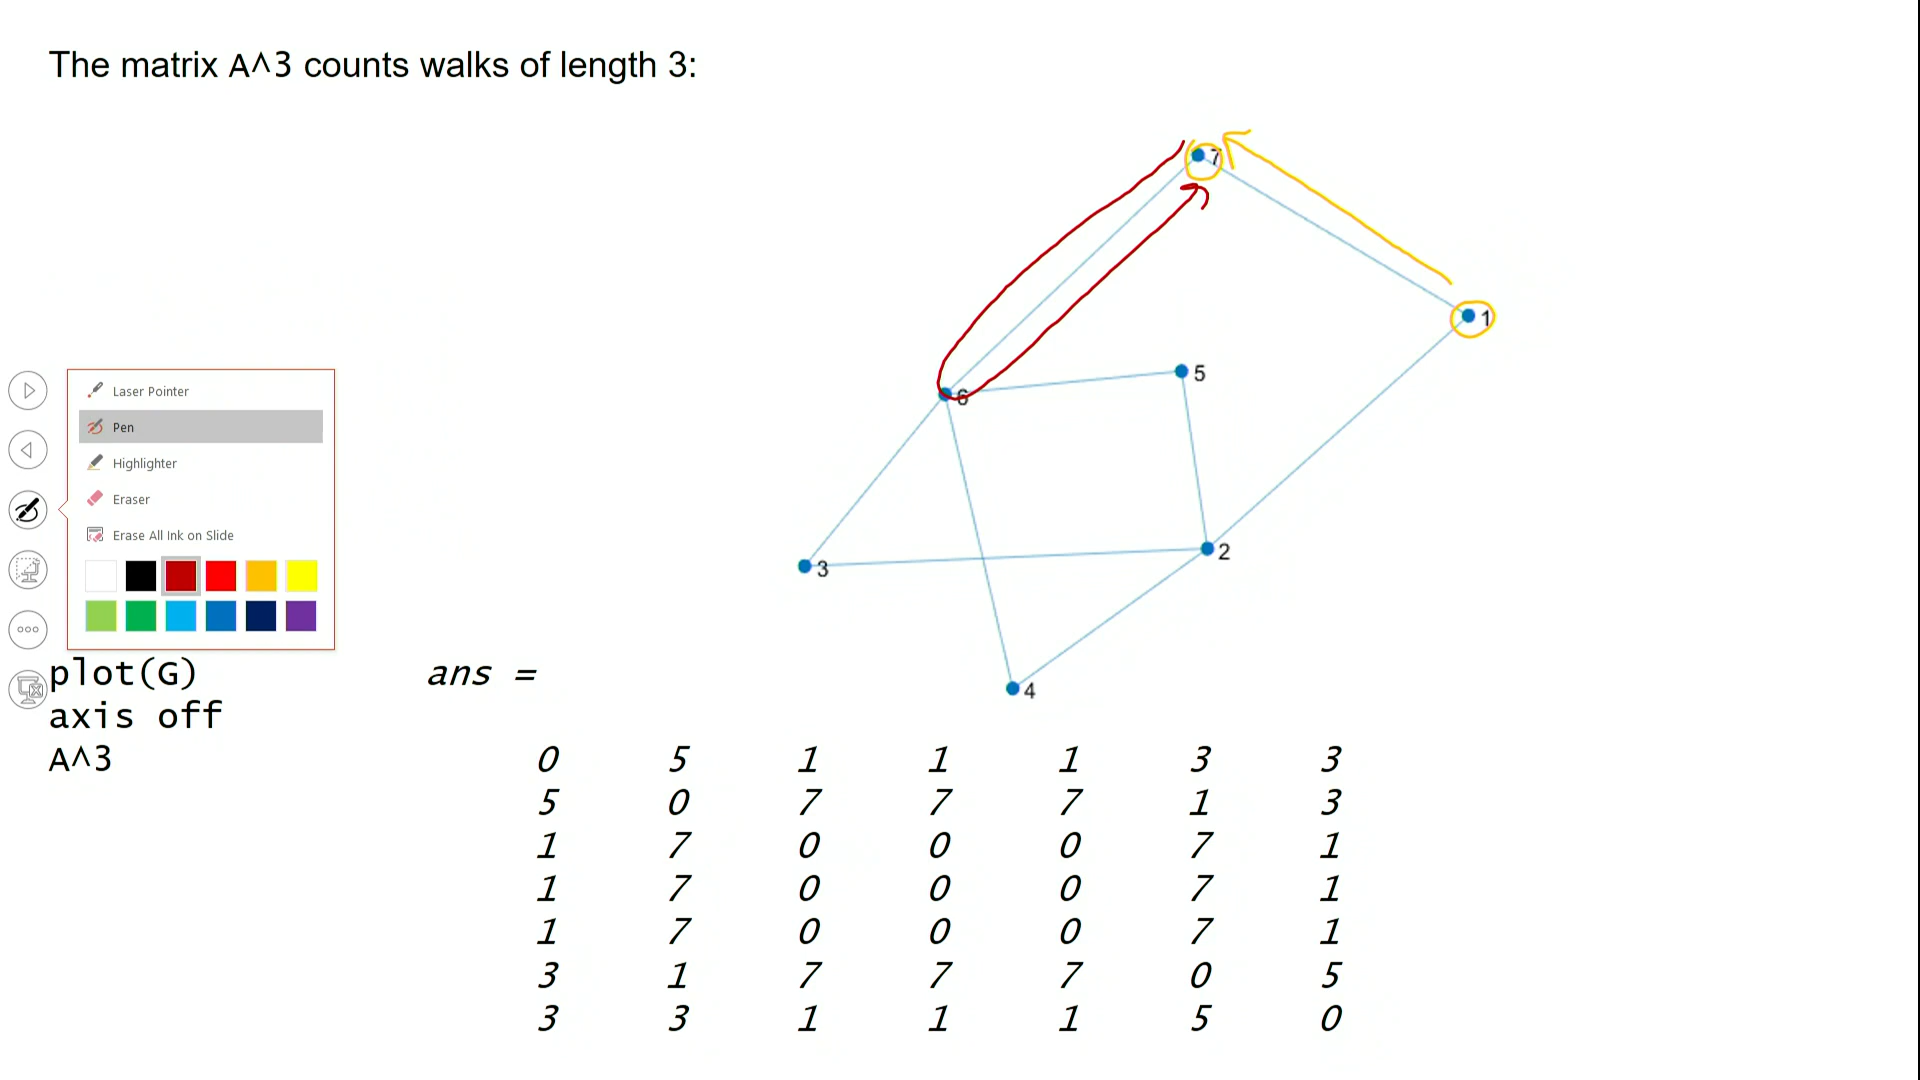 The matrix A^3 counts walks of length 3:
7
1
5
6
2
3
4
Laser Pointer
Pen
Highlighter
Eraser
Erase All Ink on Slide
plot(G)
axis off
A^3
ans =
0 5 1 1 1 3 3
5 0 7 7 7 1 3
1 7 0 0 0 7 1
1 7 0 0 0 7 1
1 7 0 0 0 7 1
3 1 7 7 7 0 5
3 3 1 1 1 5 0